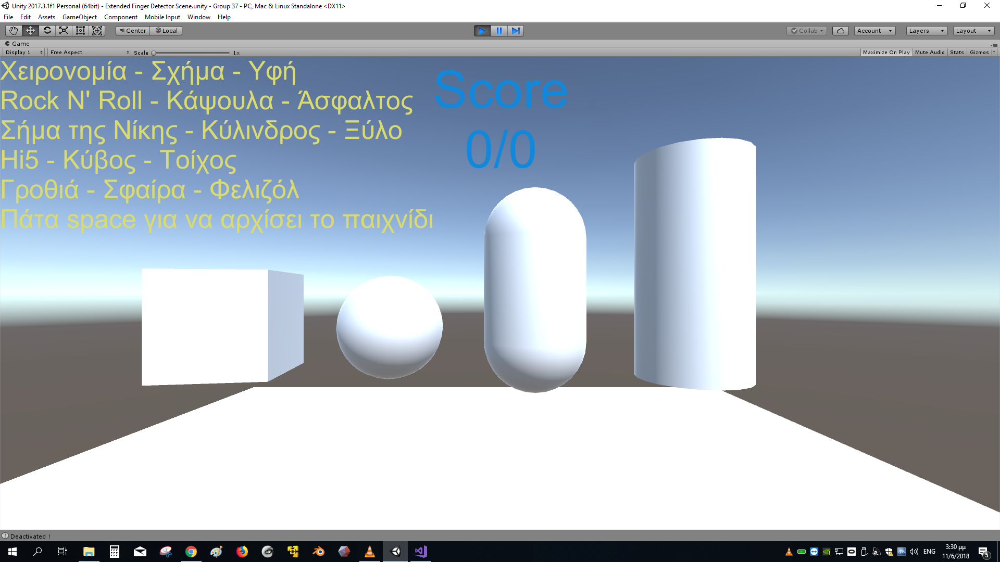 Unity 2017.3.1f1 Personal (64bit) - Extended Finger Detector Scene.unity - Group 37 - PC, Mac & Linux Standalone <DX11>
File Edit Assets GameObject Component Mobile Input Window Help
Center Local Collab Account Layers Layout
Game
Display 1 Free Aspect Scale 1x Maximize On Play Mute Audio Stats Gizmos
Χειρονομία - Σχήμα - Υφή
Rock N' Roll - Κάψουλα - Άσφαλτος
Σήμα της Νίκης - Κύλινδρος - Ξύλο
Hi5 - Κύβος - Τοίχος
Γροθιά - Σφαίρα - Φελιζόλ
Πάτα space για να αρχίσει το παιχνίδι
Score
0/0
Deactivated !
ENG
3:30 μμ
11/6/2018
5